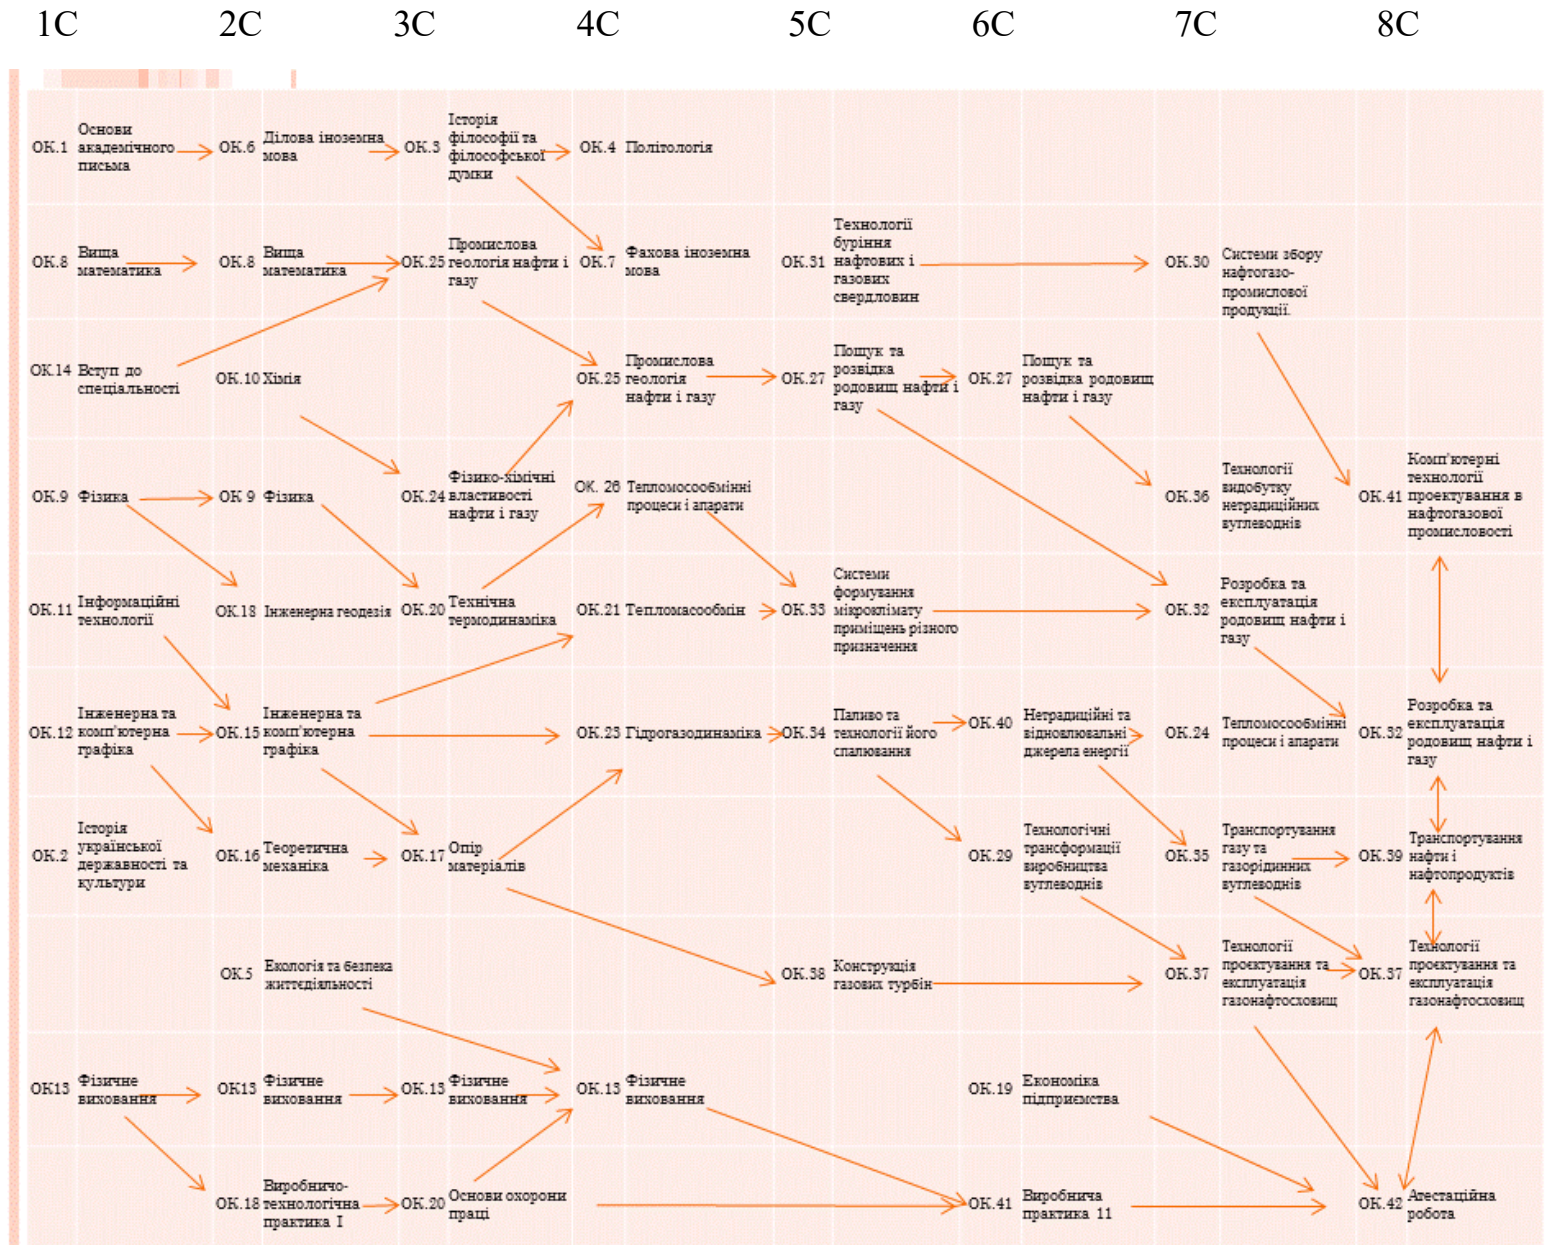 1С 2С 3С 4С 5С 6С 7С 8С
ОК.1
Основи
академічного
письма
ОК.6
Ділова іноземна
мова
ОК.3
Історія
філософії та
філософської
думки
ОК.4
Політологія
ОК.8
Вища
математика
ОК.8
Вища
математика
ОК.25
Промислова
геологія нафти і
газу
ОК.7
Фахова іноземна
мова
ОК.31
Технології
буріння
нафтових і
газових
свердловин
ОК.30
Системи збору
нафтогазо-
промислової
продукції.
ОК.14
Вступ до
спеціальності
ОК.10
Хімія
ОК.25
Промислова
геологія
нафти і газу
ОК.27
Пошук та
розвідка
родовищ нафти і
газу
ОК.27
Пошук та
розвідка родовищ
нафти і газу
ОК.9
Фізика
ОК 9
Фізика
ОК.24
Фізико-хімічні
властивості
нафти і газу
ОК. 26
Тепломосообмінні
процеси і апарати
ОК.36
Технології
видобутку
нетрадиційних
вуглеводнів
ОК.41
Комп'ютерні
технології
проектування в
нафтогазової
промисловості
ОК.11
Інформаційні
технології
ОК.18
Інженерна геодезія
ОК.20
Технічна
термодинаміка
ОК.21
Тепломасообмін
ОК.33
Системи
формування
мікроклімату
приміщень різного
призначення
ОК.32
Розробка та
експлуатація
родовищ нафти і
газу
ОК.12
Інженерна та
комп'ютерна
графіка
ОК.15
Інженерна та
комп'ютерна
графіка
ОК.23
Гідрогазодинаміка
ОК.34
Паливо та
технології його
спалювання
ОК.40
Нетрадиційні та
відновлювальні
джерела енергії
ОК.24
Тепломосообмінні
процеси і апарати
ОК.32
Розробка та
експлуатація
родовищ нафти і
газу
ОК.2
Історія
української
державності та
культури
ОК.16
Теоретична
механіка
ОК.17
Опір
матеріалів
ОК.29
Технологічні
трансформації
виробництва
вуглеводнів
ОК.35
Транспортування
газу та
газорідинних
вуглеводнів
ОК.39
Транспортування
нафти і
нафтопродуктів
ОК.5
Екологія та безпека
життєдіяльності
ОК.38
Конструкція
газових турбін
ОК.37
Технології
проєктування та
експлуатація
газонафтосховищ
ОК.37
Технології
проєктування та
експлуатація
газонафтосховищ
ОК13
Фізичне
виховання
ОК13
Фізичне
виховання
ОК.13
Фізичне
виховання
ОК.13
Фізичне
виховання
ОК.19
Економіка
підприємства
ОК.18
Виробничо-
технологічна
практика І
ОК.20
Основи охорони
праці
ОК.41
Виробнича
практика 11
ОК.42
Атестаційна
робота